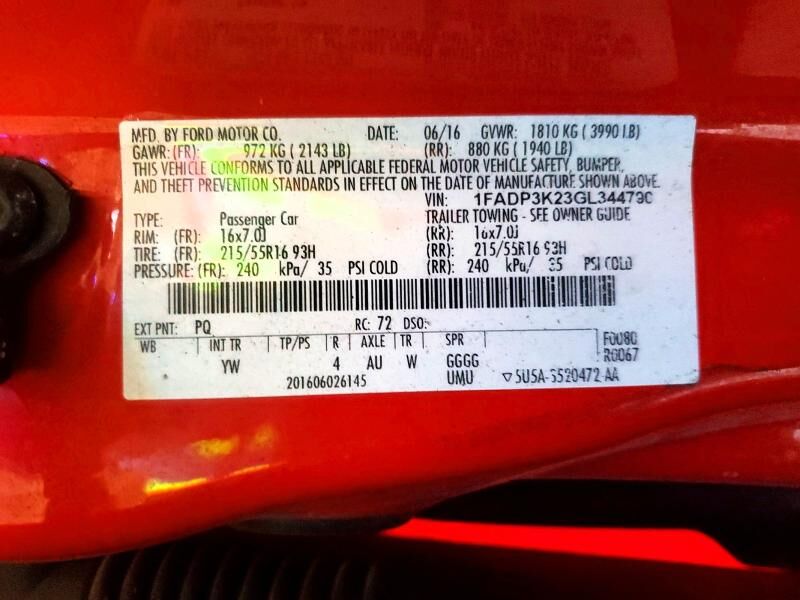 MFD. BY FORD MOTOR CO. DATE: 06/16 GVWR: 1810 KG ( 3990 LB)
GAWR: (FR): 972 KG ( 2143 LB) (RR): 880 KG ( 1940 LB)
THIS VEHICLE CONFORMS TO ALL APPLICABLE FEDERAL MOTOR VEHICLE SAFETY, BUMPER,
AND THEFT PREVENTION STANDARDS IN EFFECT ON THE DATE OF MANUFACTURE SHOWN ABOVE.
VIN:
TYPE: Passenger Car TRAILER TOWING - SEE OWNER GUIDE
RIM: (FR): 16x7.0J (RR): 16x7.0J
TIRE: (FR): 215/55R16 93H (RR): 215/55R16 93H
PRESSURE: (FR): 240 kPa/ 35 PSI COLD (RR): 240 kPa/ 35 PSI COLD
EXT PNT: PQ RC: 72 DSO:
WB INT TR TP/PS R AXLE TR SPR F0080
YW 4 AU W GGGG R0067
201606026145 UMU